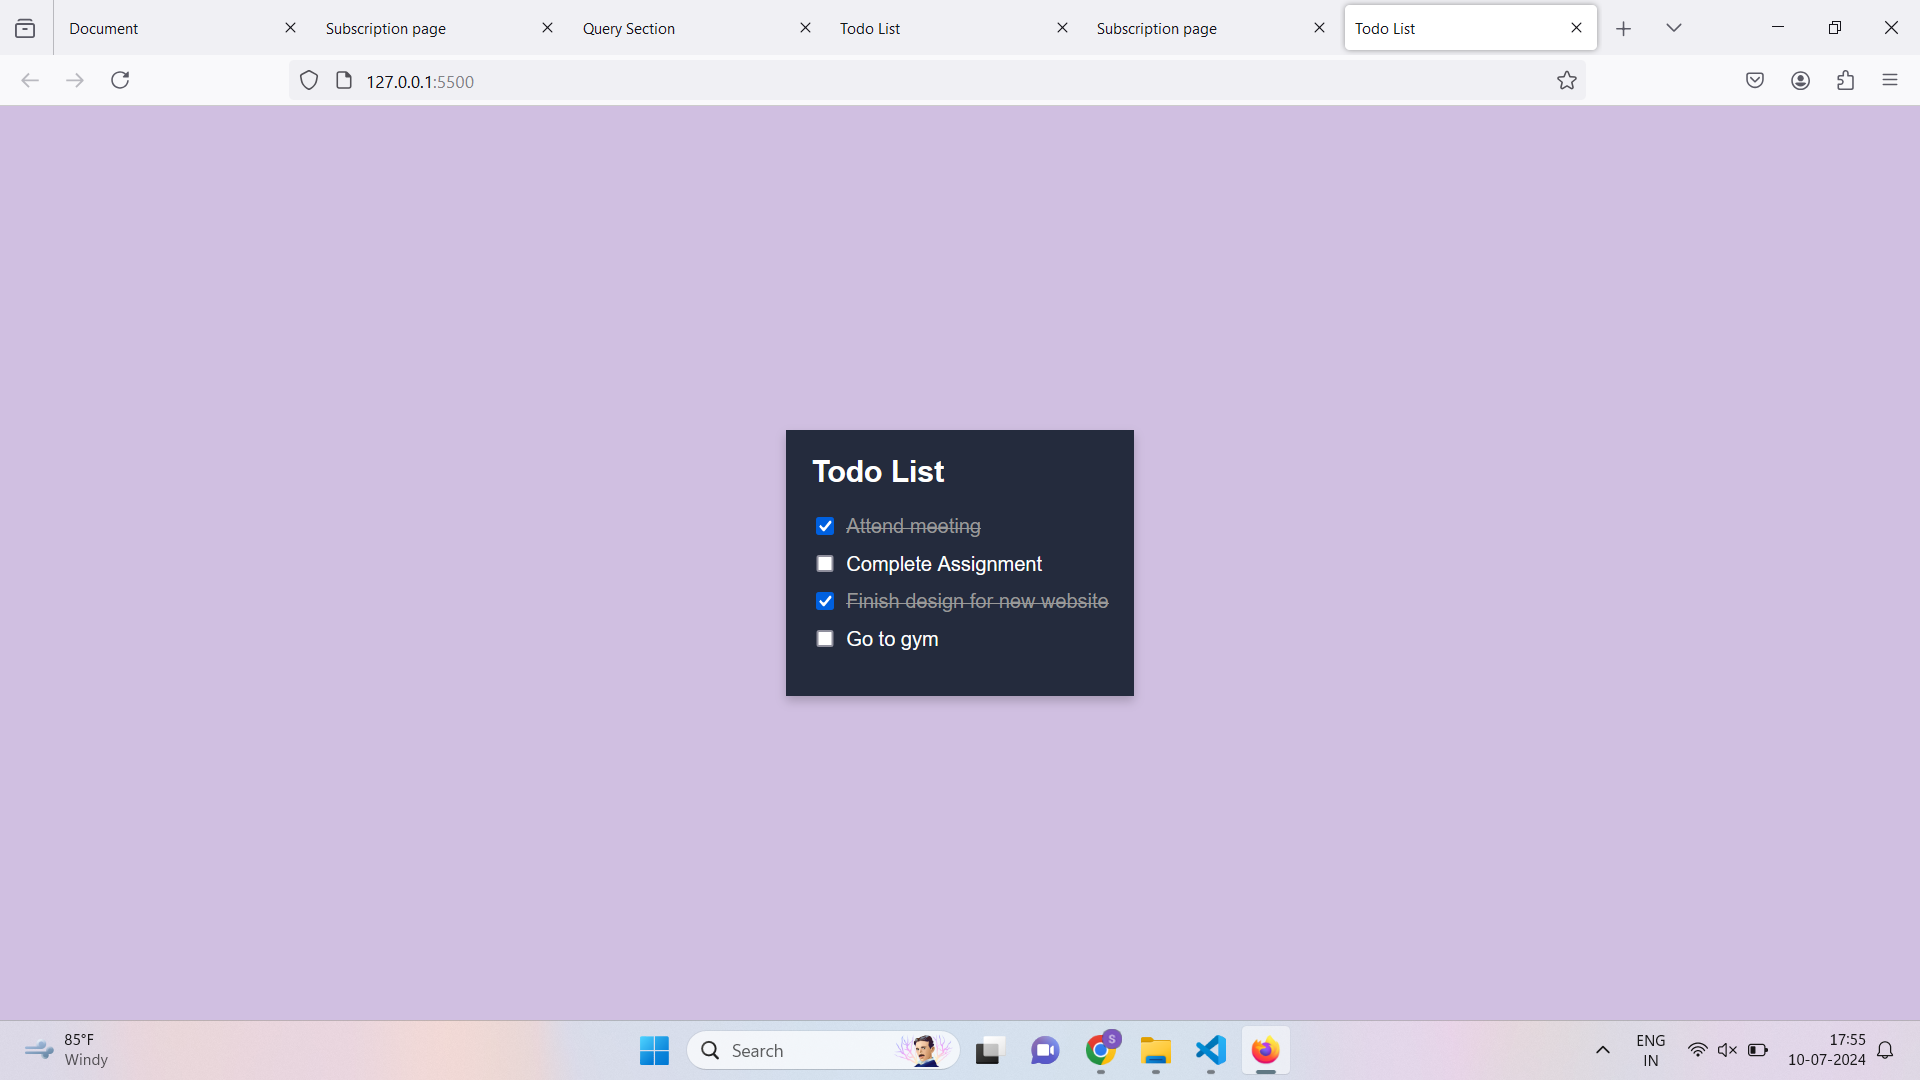 Document
Subscription page
Query Section
Todo List
Subscription page
Todo List
127.0.0.1:5500
Todo List
Attend meeting
Complete Assignment
Finish design for new website
Go to gym
85°F
Windy
Search
S
ENG
IN
17:55
10-07-2024